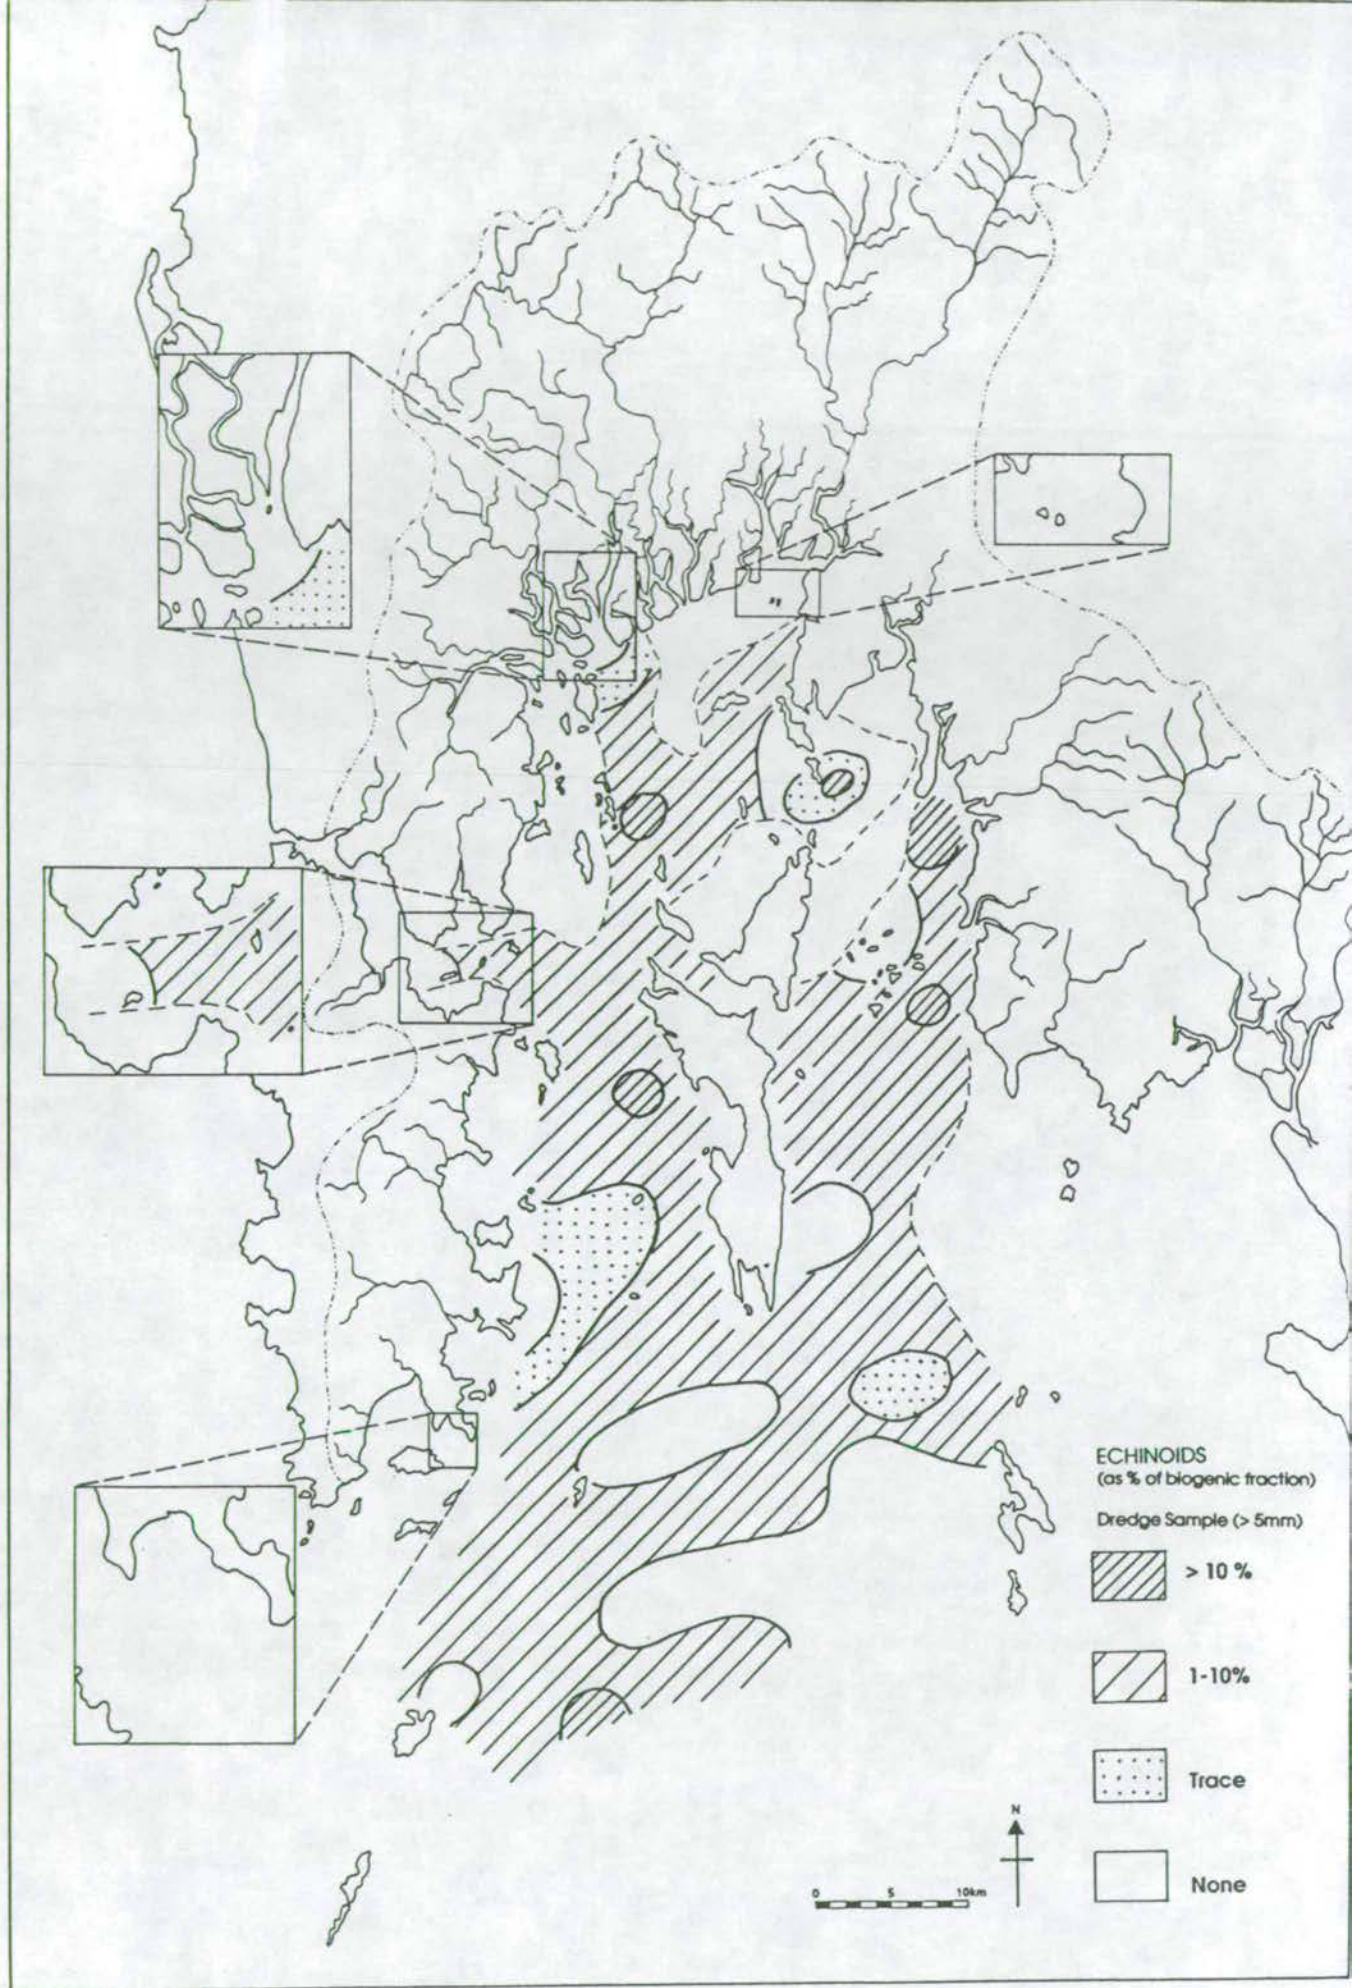 ECHINOIDS
(as % of biogenic fraction)
Dredge Sample (> 5mm)
> 10 %
1-10%
Trace
None
N
0 5 10km